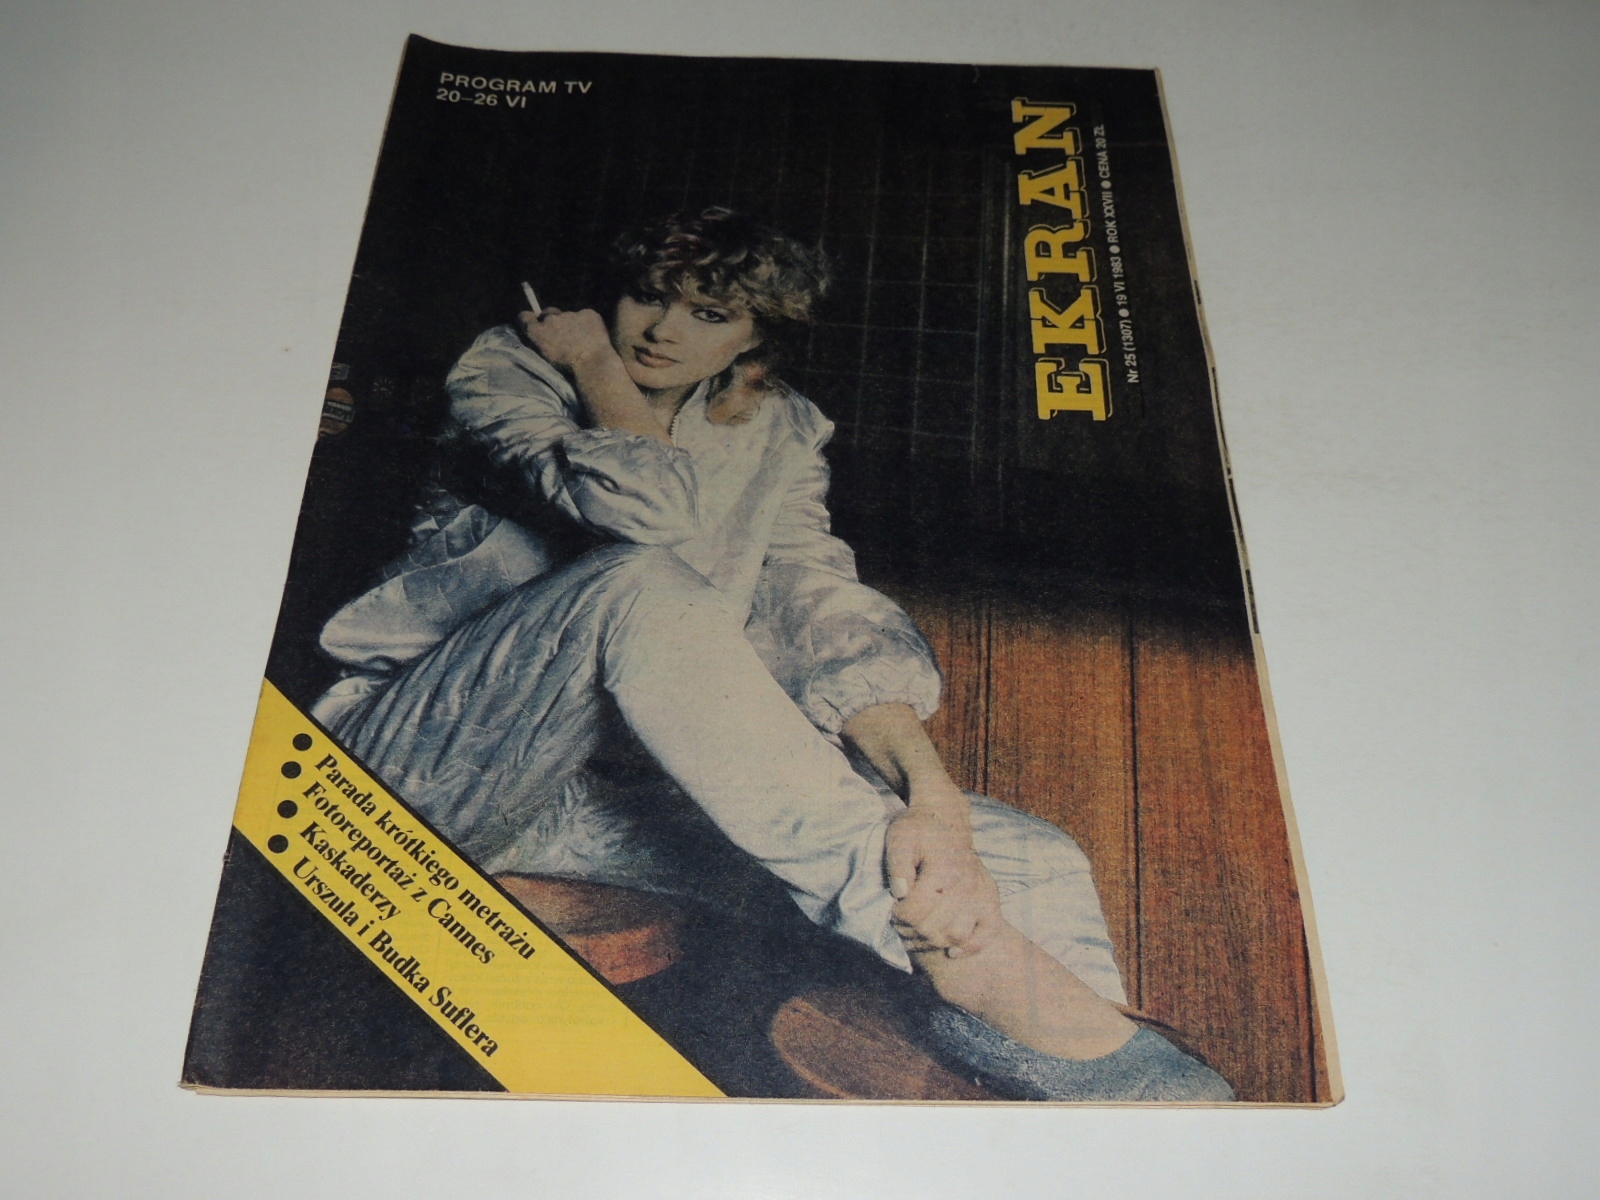 PROGRAM TV
20–26 VI
EKRAN
Nr 25 (1307) ● 19 VI 1983 ● ROK XXVII ● CENA 20 ZŁ
● Parada krótkiego metrażu
● Fotoreportaż z Cannes
● Kaskaderzy
● Urszula i Budka Suflera